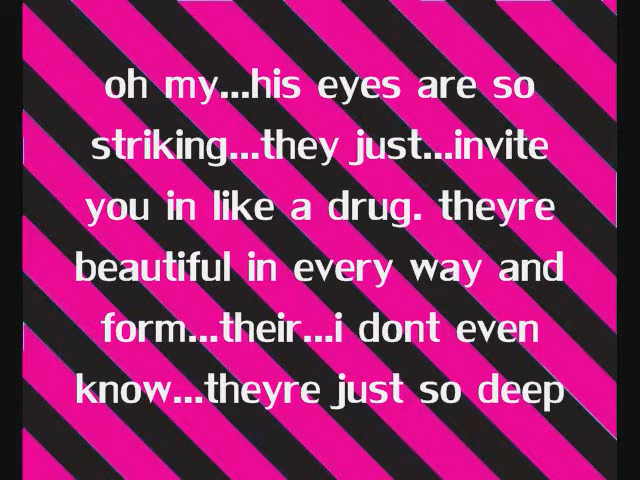 oh my...his eyes are so
striking...they just...invite
you in like a drug. theyre
beautiful in every way and
form...their...i dont even
know...theyre just so deep